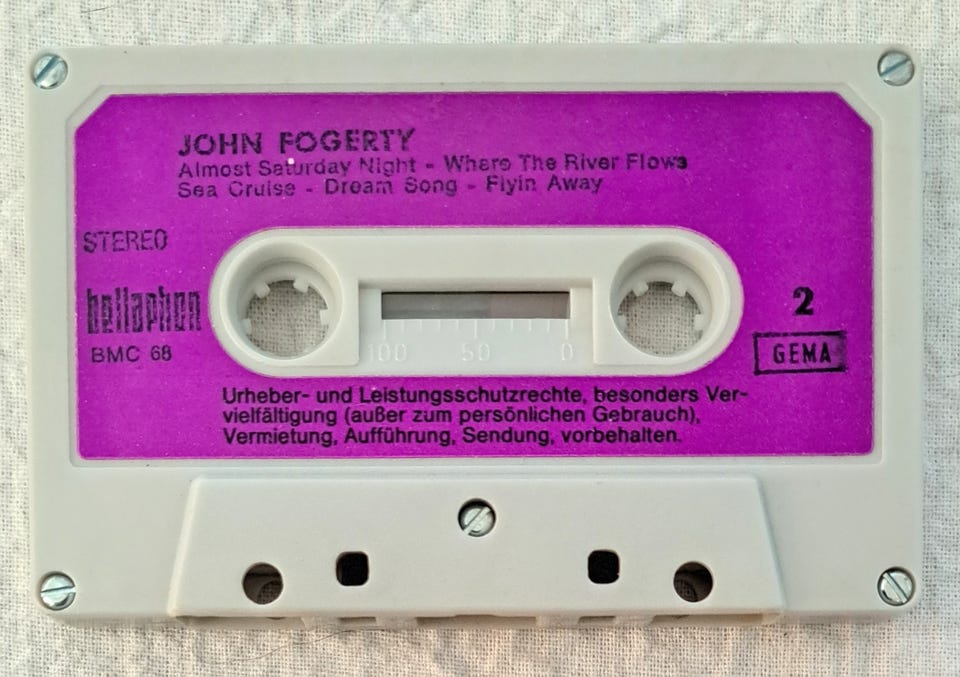 JOHN FOGERTY
Almost Saturday Night - Where The River Flows
Sea Cruise - Dream Song - Flyin Away
STEREO
bellaphon
BMC 68
2
GEMA
100 50 0
Urheber- und Leistungsschutzrechte, besonders Ver-
vielfältigung (außer zum persönlichen Gebrauch),
Vermietung, Aufführung, Sendung, vorbehalten.